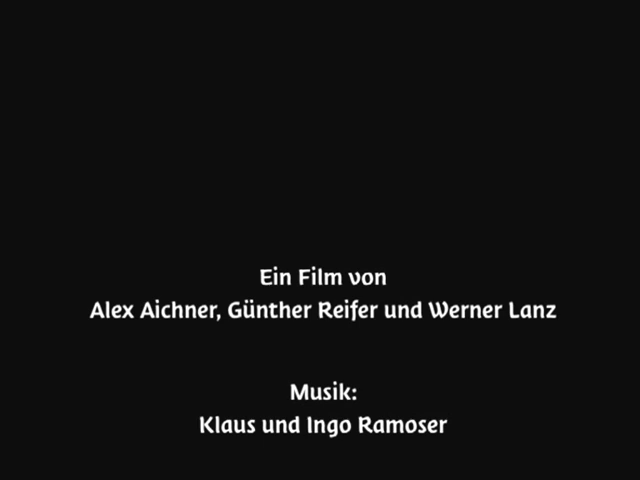 Ein Film von
Alex Aichner, Günther Reifer und Werner Lanz
Musik:
Klaus und Ingo Ramoser